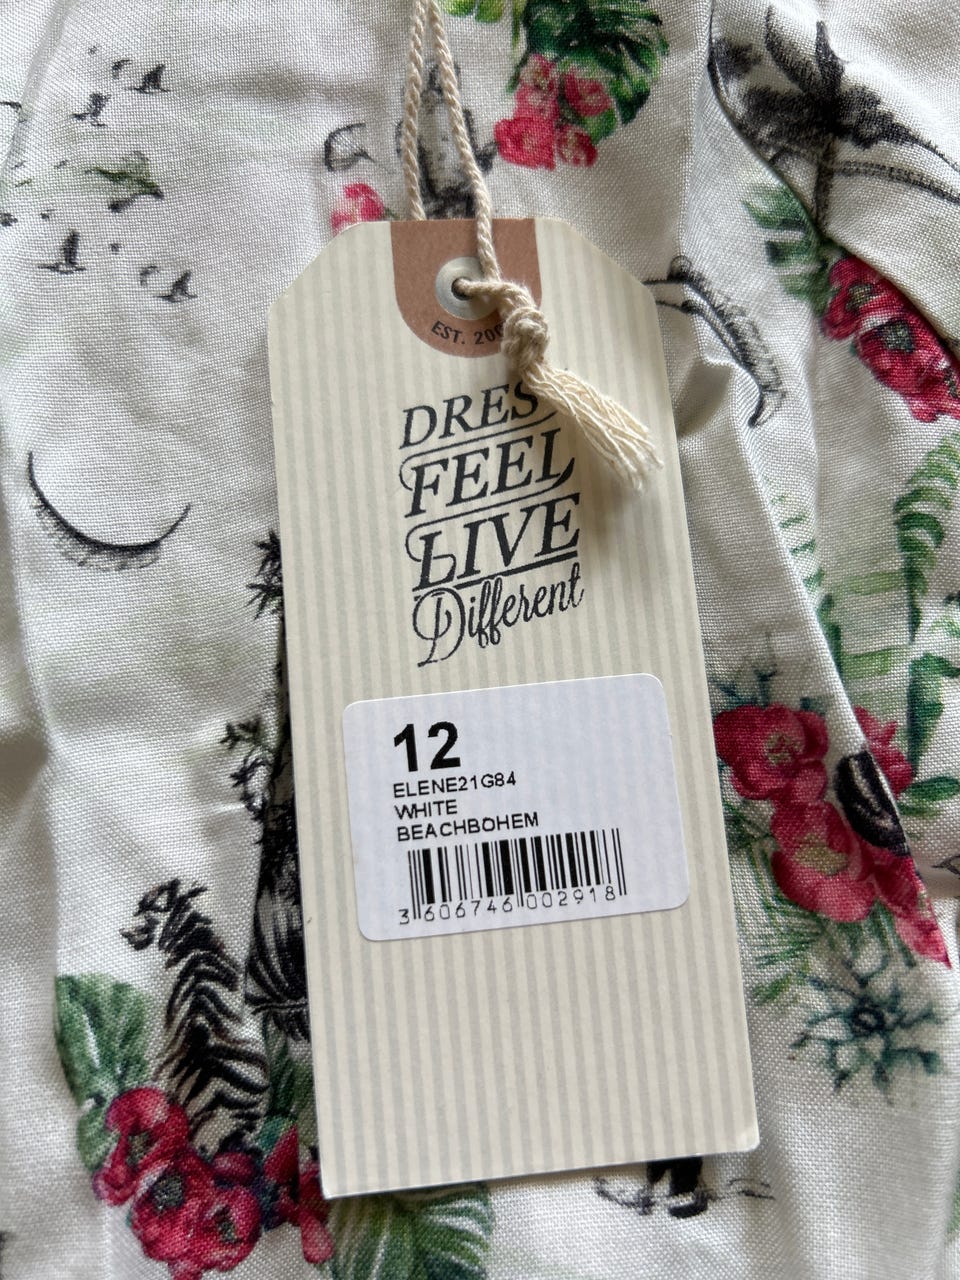 EST. 200
DRES
FEEL
LIVE
Different
12
ELENE21G84
WHITE
BEACHBOHEM
3 606746 002918